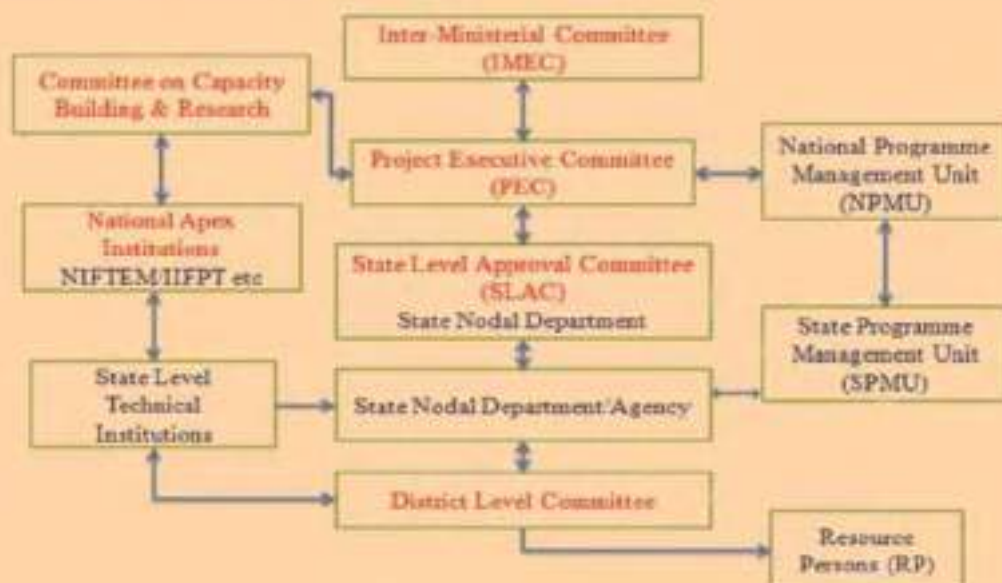 Inter-Ministerial Committee
(IMEC)
Committee on Capacity
Building & Research
Project Executive Committee
(PEC)
National Programme
Management Unit
(NPMU)
National Apex
Institutions
NIFTEM/IIFPT etc
State Level Approval Committee
(SLAC)
State Nodal Department
State Programme
Management Unit
(SPMU)
State Level
Technical
Institutions
State Nodal Department/Agency
District Level Committee
Resource
Persons (RP)